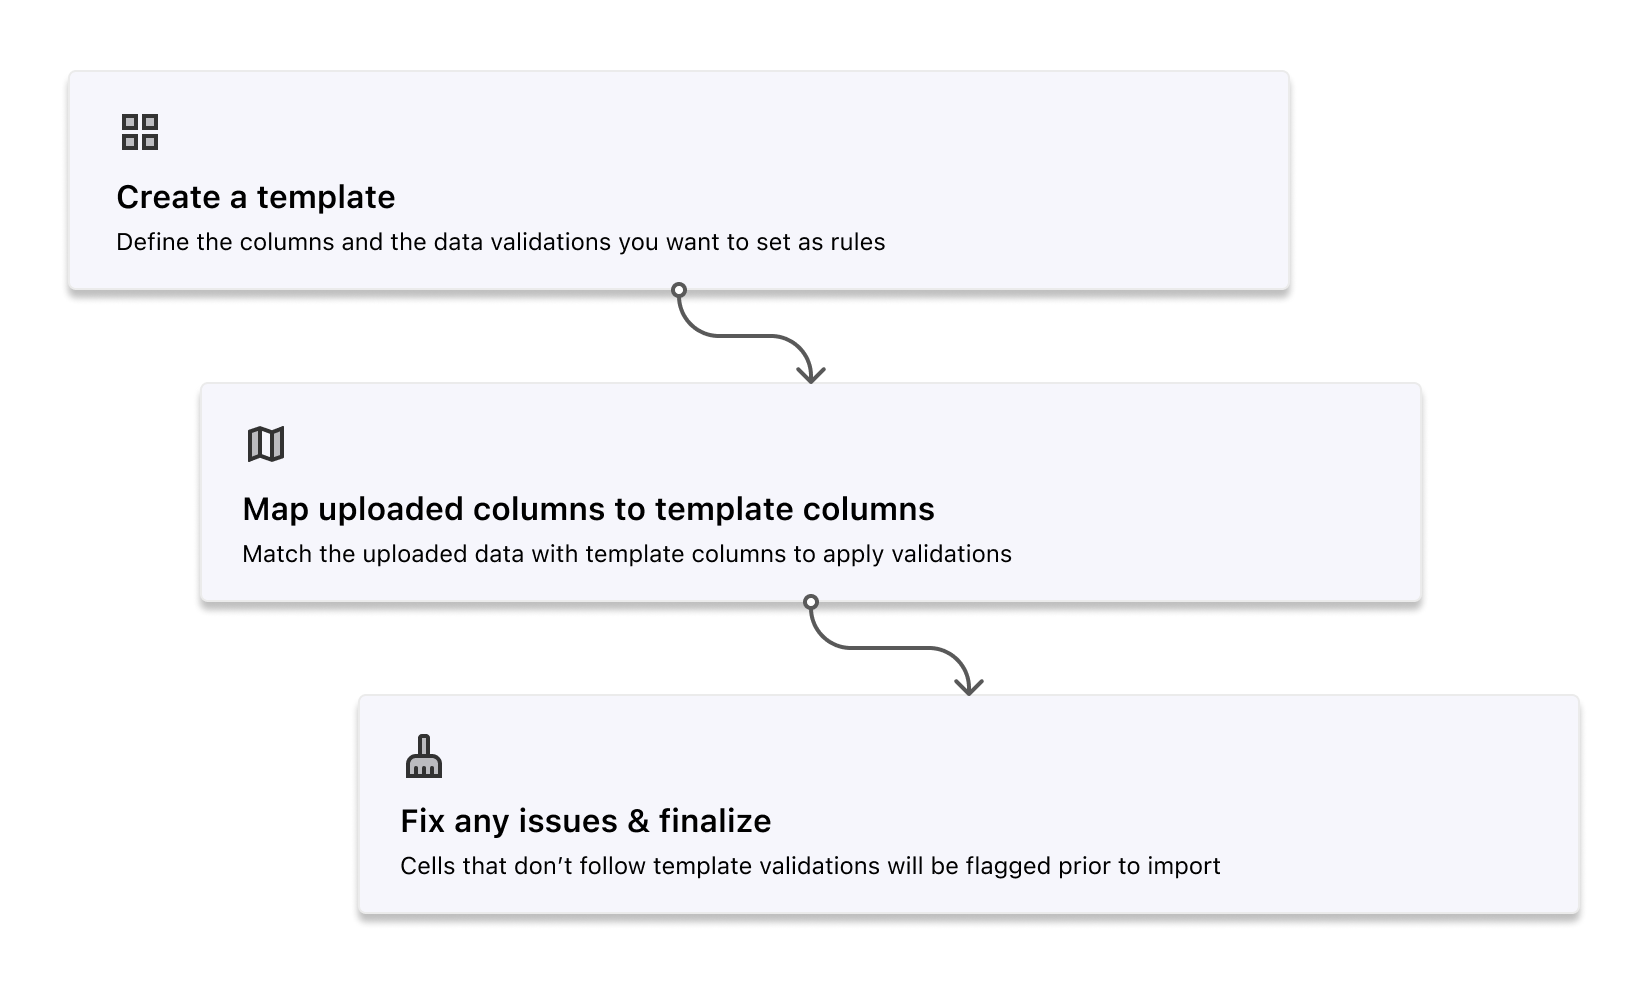 Create a template
Define the columns and the data validations you want to set as rules
Map uploaded columns to template columns
Match the uploaded data with template columns to apply validations
Fix any issues & finalize
Cells that don’t follow template validations will be flagged prior to import